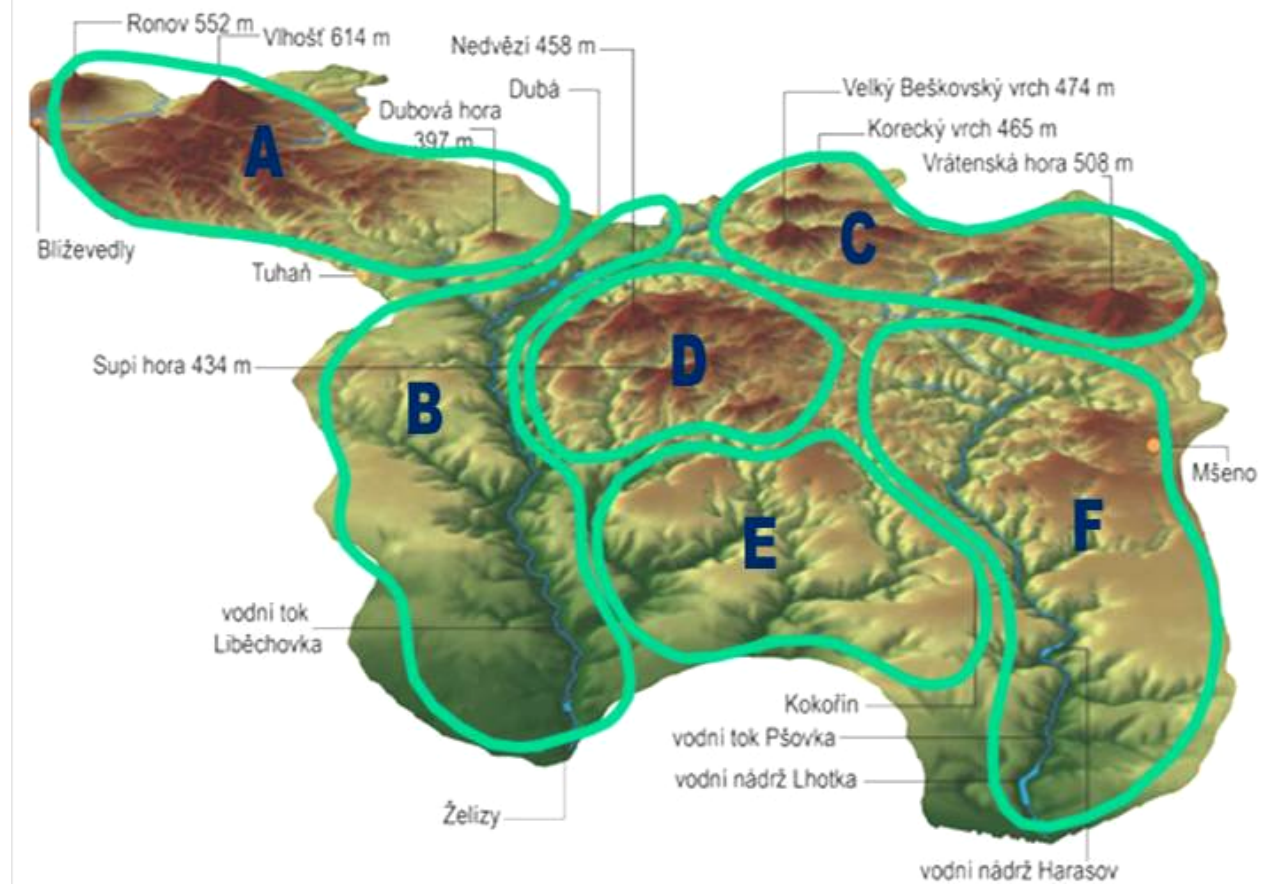 Ronov 552 m
Vlhošť 614 m
Nedvězí 458 m
Dubá
Dubová hora
397 m
Velký Beškovský vrch 474 m
Korecký vrch 465 m
Vrátenská hora 508 m
A
C
Blíževedly
Tuhaň
Supí hora 434 m
D
B
Mšeno
E
F
vodní tok
Liběchovka
Kokořín
vodní tok Pšovka
vodní nádrž Lhotka
Želízy
vodní nádrž Harasov